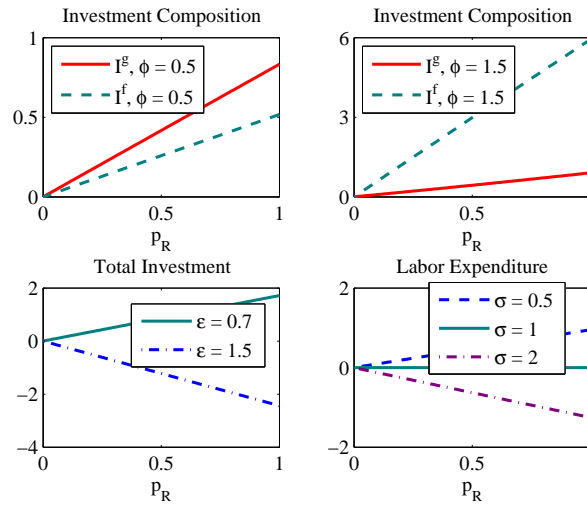 Investment Composition
1
0.5
0
I^g, ϕ = 0.5
I^f, ϕ = 0.5
0
0.5
1
p_R
Investment Composition
6
3
0
I^g, ϕ = 1.5
I^f, ϕ = 1.5
0
0.5
p_R
Total Investment
2
0
−2
−4
ε = 0.7
ε = 1.5
0
0.5
1
p_R
Labor Expenditure
2
0
−2
σ = 0.5
σ = 1
σ = 2
0
0.5
p_R